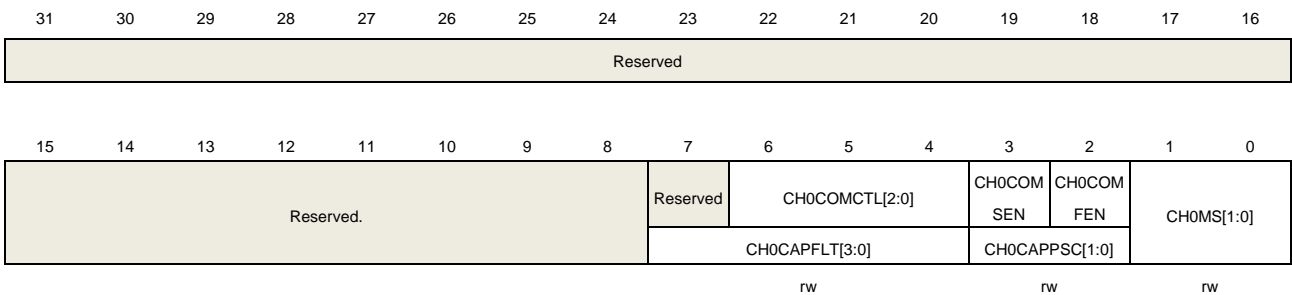 31 30 29 28 27 26 25 24 23 22 21 20 19 18 17 16
Reserved
15 14 13 12 11 10 9 8 7 6 5 4 3 2 1 0
Reserved.
Reserved
CH0COMCTL[2:0]
CH0COM
SEN
CH0COM
FEN
CH0MS[1:0]
CH0CAPFLT[3:0]
CH0CAPPSC[1:0]
rw rw rw